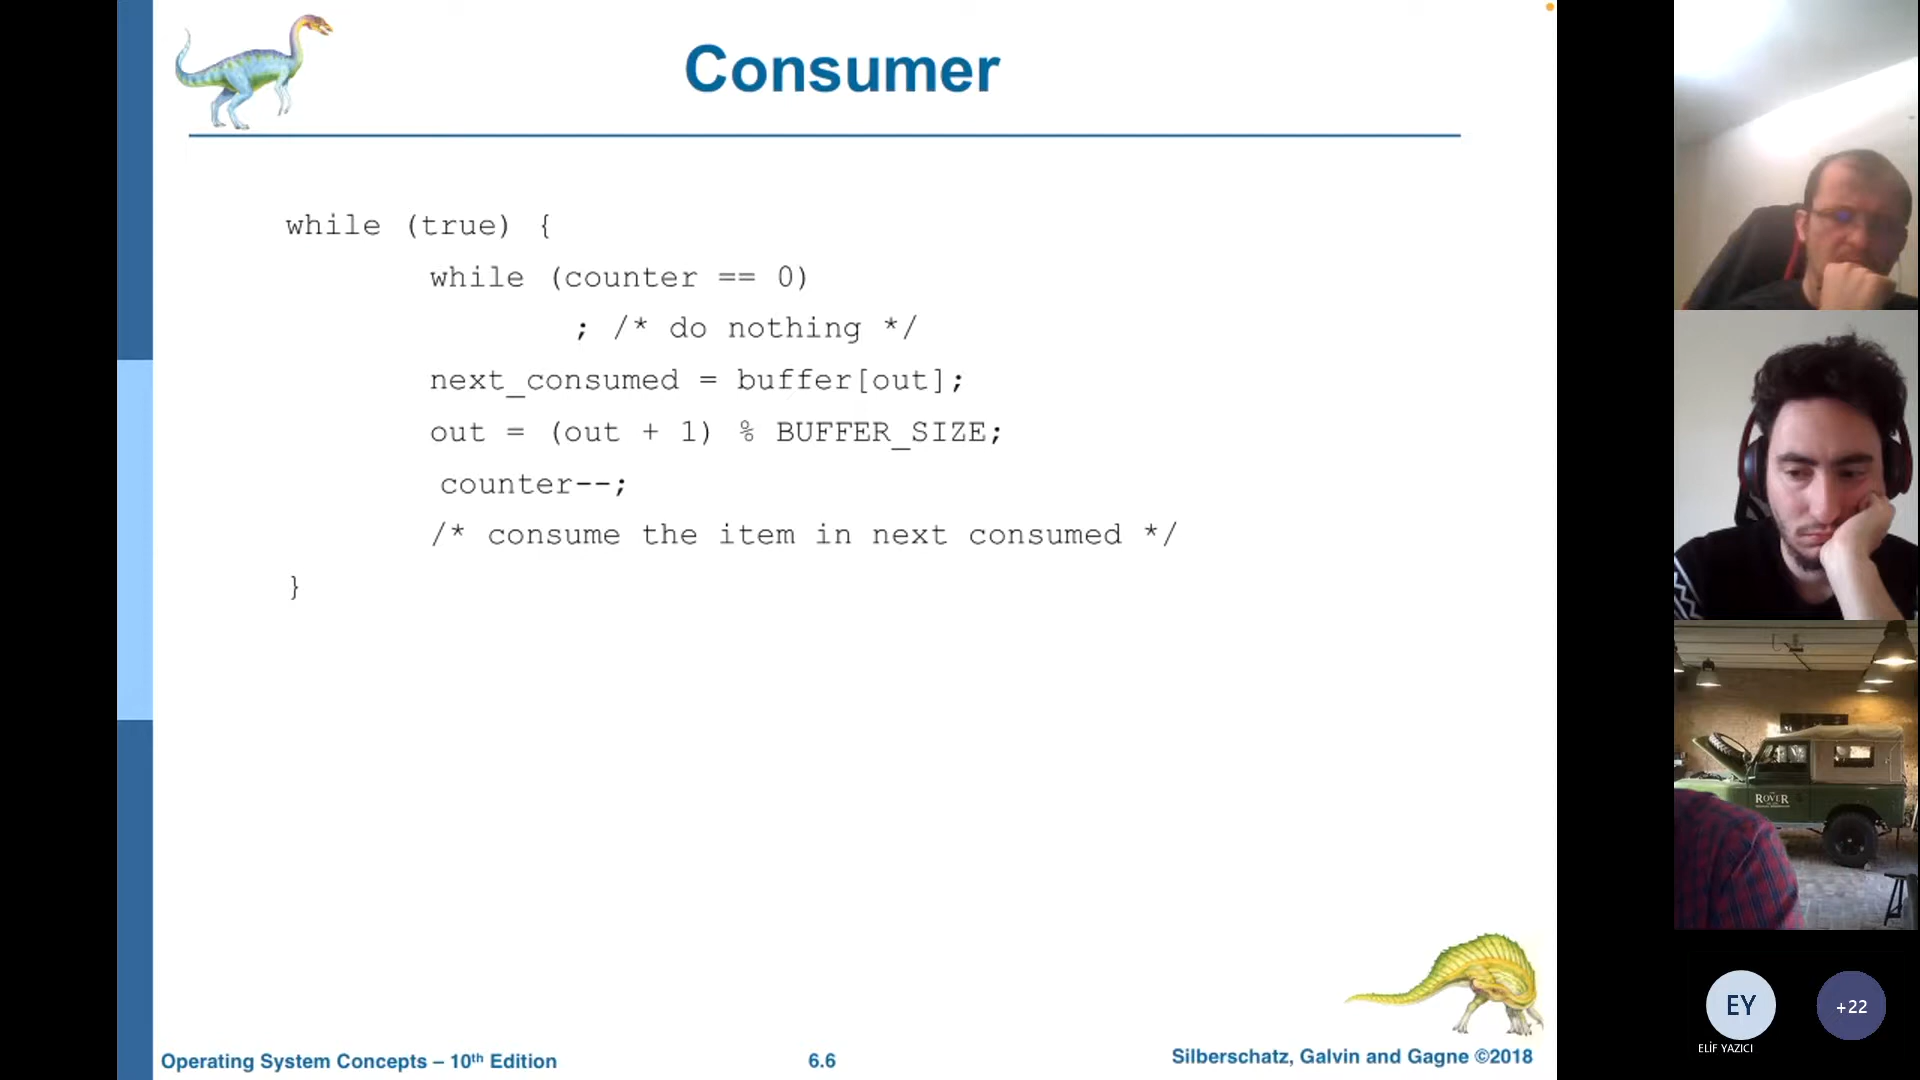 Consumer
while (true) {
while (counter == 0)
; /* do nothing */
next_consumed = buffer[out];
out = (out + 1) % BUFFER_SIZE;
counter--;
/* consume the item in next consumed */
}
Operating System Concepts – 10th Edition
6.6
Silberschatz, Galvin and Gagne ©2018
ROVER
EY
+22
ELİF YAZICI